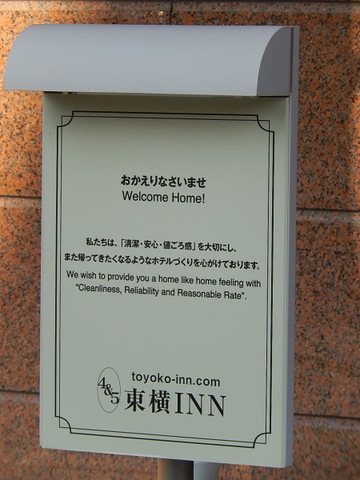 おかえりなさいませ
Welcome Home!
私たちは、「清潔・安心・値ごろ感」を大切にし、
また帰ってきたくなるようなホテルづくりを心がけております。
We wish to provide you a home like home feeling with
"Cleanliness, Reliability and Reasonable Rate".
toyoko-inn.com
4&5 東横INN